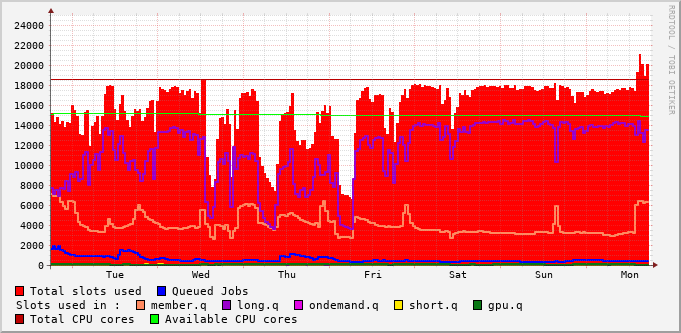 24000
22000
20000
18000
16000
14000
12000
10000
8000
6000
4000
2000
0
Tue Wed Thu Fri Sat Sun Mon
RRDTOOL / TOBI OETIKER
Total slots used Queued Jobs
Slots used in : member.q long.q ondemand.q short.q gpu.q
Total CPU cores Available CPU cores